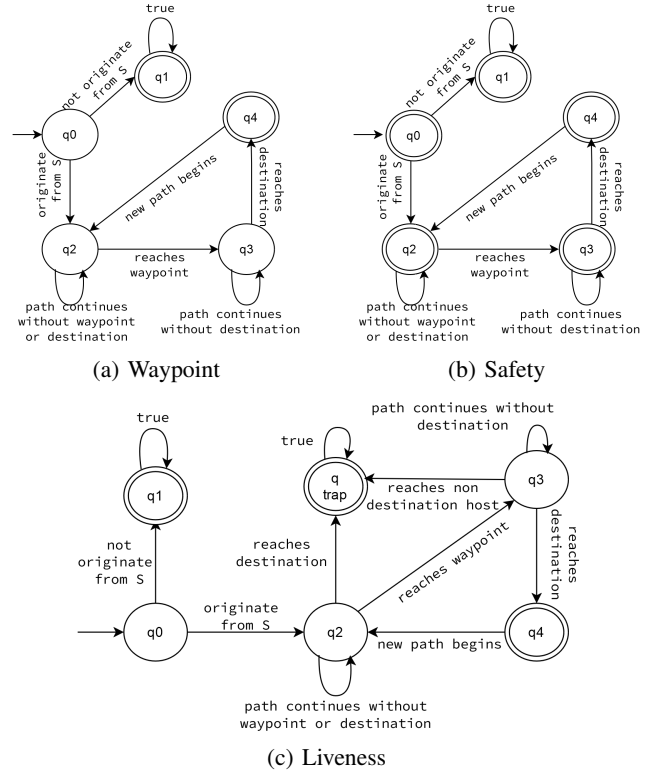 true
q1
not originate
from S
q0
q4
originate
from S
new path begins
reaches
destination
q2
reaches
waypoint
q3
path continues
without waypoint
or destination
path continues
without destination
(a) Waypoint
true
q1
not originate
from S
q0
q4
originate
from S
new path begins
reaches
destination
q2
reaches
waypoint
q3
path continues
without waypoint
or destination
path continues
without destination
(b) Safety
path continues without
destination
true
true
q1
q
trap
q3
reaches non
destination host
not
originate
from S
reaches
destination
reaches waypoint
reaches
destination
originate
from S
q0
q2
q4
new path begins
path continues without
waypoint or destination
(c) Liveness